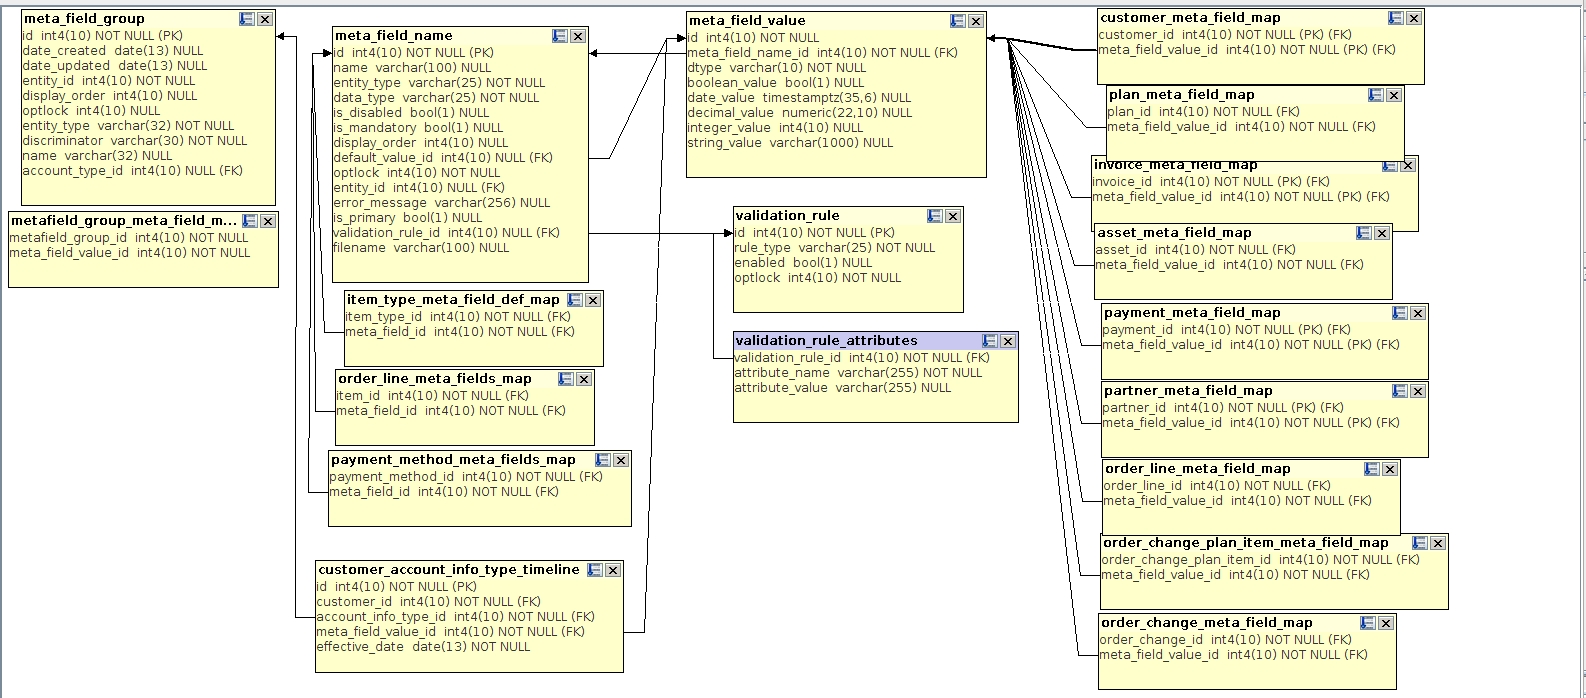 meta_field_group
id int4(10) NOT NULL (PK)
date_created date(13) NULL
date_updated date(13) NULL
entity_id int4(10) NOT NULL
display_order int4(10) NULL
optlock int4(10) NULL
entity_type varchar(32) NOT NULL
discriminator varchar(30) NOT NULL
name varchar(32) NULL
account_type_id int4(10) NULL (FK)
metafield_group_meta_field_m...
metafield_group_id int4(10) NOT NULL
meta_field_value_id int4(10) NOT NULL
meta_field_name
id int4(10) NOT NULL (PK)
name varchar(100) NULL
entity_type varchar(25) NOT NULL
data_type varchar(25) NOT NULL
is_disabled bool(1) NULL
is_mandatory bool(1) NULL
display_order int4(10) NULL
default_value_id int4(10) NULL (FK)
optlock int4(10) NOT NULL
entity_id int4(10) NULL (FK)
error_message varchar(256) NULL
is_primary bool(1) NULL
validation_rule_id int4(10) NULL (FK)
filename varchar(100) NULL
item_type_meta_field_def_map
item_type_id int4(10) NOT NULL (FK)
meta_field_id int4(10) NOT NULL (FK)
order_line_meta_fields_map
item_id int4(10) NOT NULL (FK)
meta_field_id int4(10) NOT NULL (FK)
payment_method_meta_fields_map
payment_method_id int4(10) NOT NULL (FK)
meta_field_id int4(10) NOT NULL (FK)
customer_account_info_type_timeline
id int4(10) NOT NULL (PK)
customer_id int4(10) NOT NULL (FK)
account_info_type_id int4(10) NOT NULL (FK)
meta_field_value_id int4(10) NOT NULL (FK)
effective_date date(13) NOT NULL
meta_field_value
id int4(10) NOT NULL
meta_field_name_id int4(10) NOT NULL (FK)
dtype varchar(10) NOT NULL
boolean_value bool(1) NULL
date_value timestamptz(35,6) NULL
decimal_value numeric(22,10) NULL
integer_value int4(10) NULL
string_value varchar(1000) NULL
validation_rule
id int4(10) NOT NULL (PK)
rule_type varchar(25) NOT NULL
enabled bool(1) NULL
optlock int4(10) NOT NULL
validation_rule_attributes
validation_rule_id int4(10) NOT NULL (FK)
attribute_name varchar(255) NOT NULL
attribute_value varchar(255) NULL
customer_meta_field_map
customer_id int4(10) NOT NULL (PK) (FK)
meta_field_value_id int4(10) NOT NULL (PK) (FK)
plan_meta_field_map
plan_id int4(10) NOT NULL (FK)
meta_field_value_id int4(10) NOT NULL (FK)
invoice_meta_field_map
invoice_id int4(10) NOT NULL (PK) (FK)
meta_field_value_id int4(10) NOT NULL (PK) (FK)
asset_meta_field_map
asset_id int4(10) NOT NULL (FK)
meta_field_value_id int4(10) NOT NULL (FK)
payment_meta_field_map
payment_id int4(10) NOT NULL (PK) (FK)
meta_field_value_id int4(10) NOT NULL (PK) (FK)
partner_meta_field_map
partner_id int4(10) NOT NULL (PK) (FK)
meta_field_value_id int4(10) NOT NULL (PK) (FK)
order_line_meta_field_map
order_line_id int4(10) NOT NULL (FK)
meta_field_value_id int4(10) NOT NULL (FK)
order_change_plan_item_meta_field_map
order_change_plan_item_id int4(10) NOT NULL (FK)
meta_field_value_id int4(10) NOT NULL (FK)
order_change_meta_field_map
order_change_id int4(10) NOT NULL (FK)
meta_field_value_id int4(10) NOT NULL (FK)